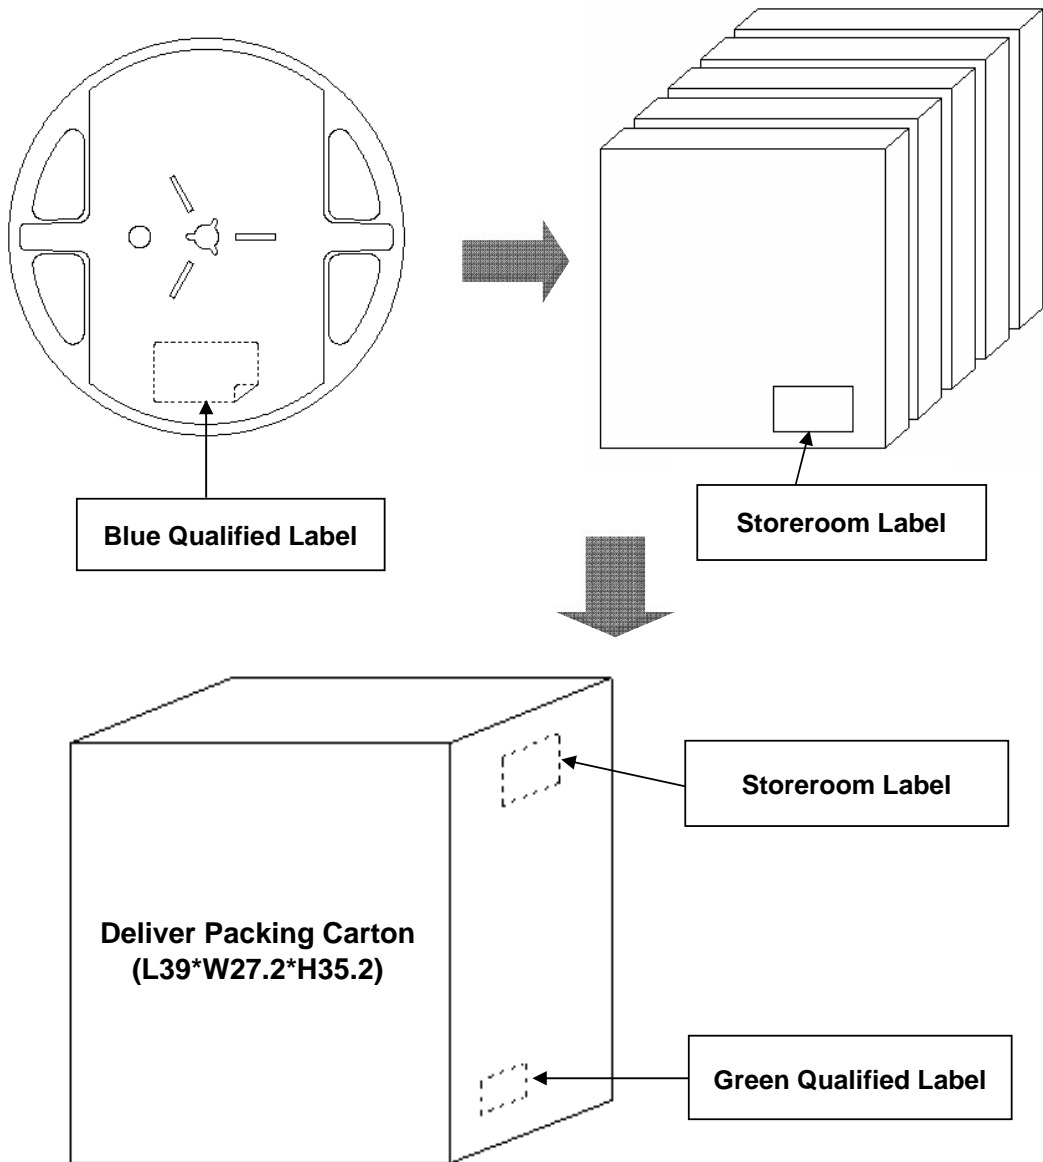 Blue Qualified Label
Storeroom Label
Storeroom Label
Deliver Packing Carton
(L39*W27.2*H35.2)
Green Qualified Label